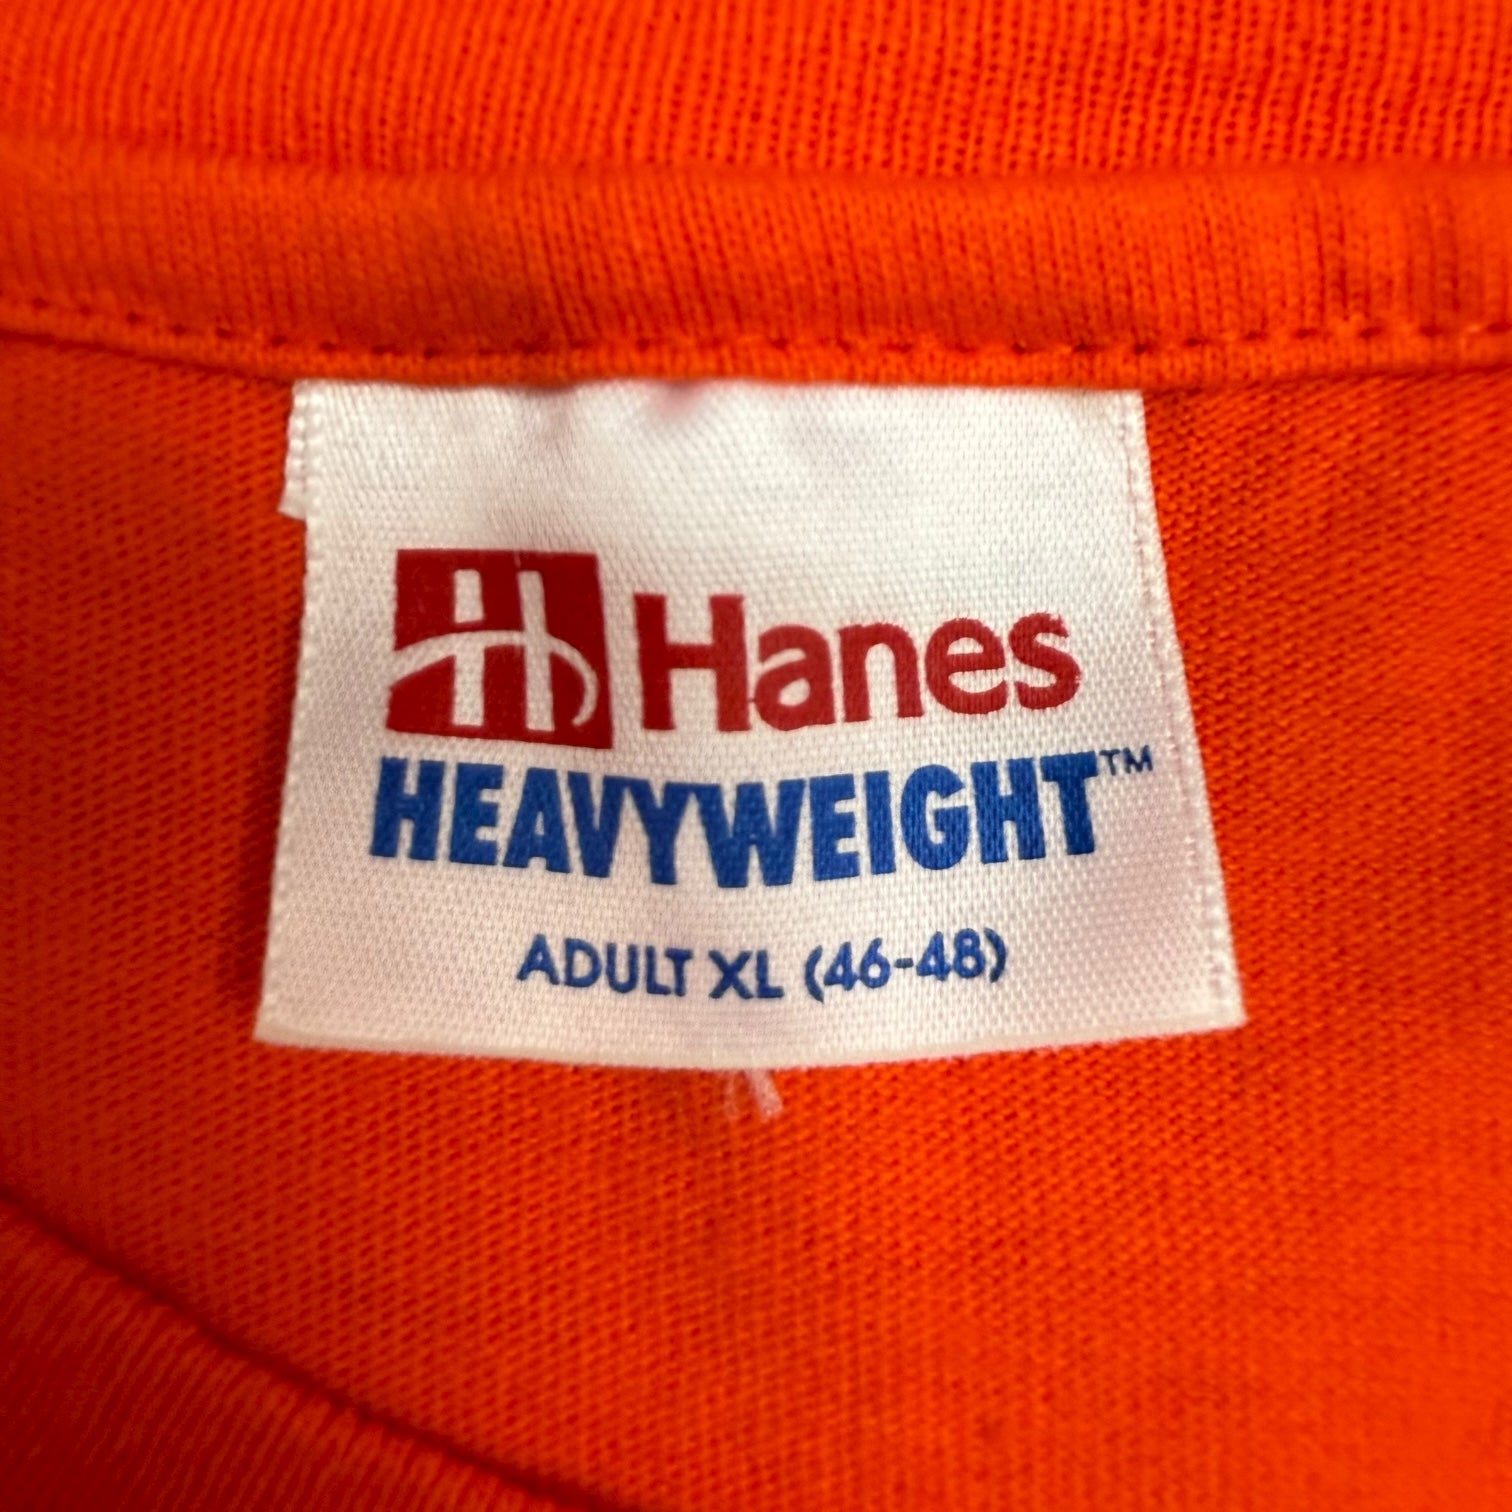 Hanes
HEAVYWEIGHT™
ADULT XL (46-48)